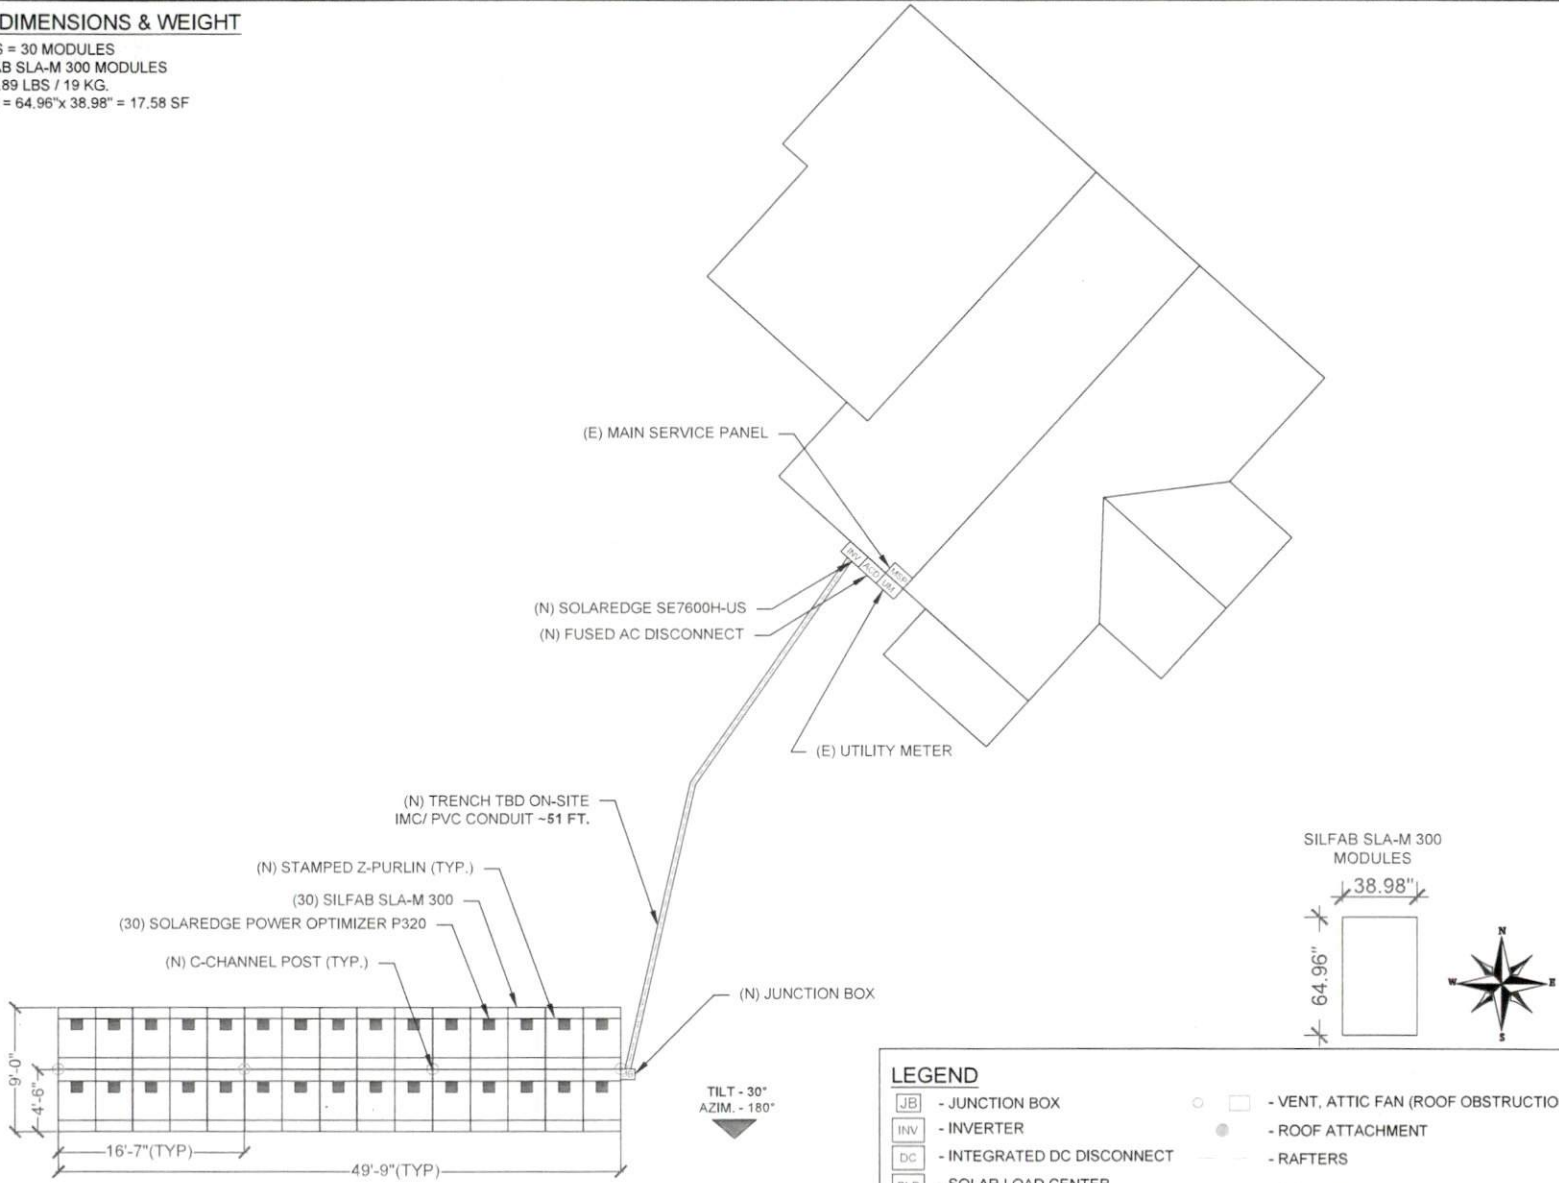 DIMENSIONS & WEIGHT
= 30 MODULES
SLA-M 300 MODULES
LBS / 19 KG.
= 64.96"x 38.98" = 17.58 SF
(E) MAIN SERVICE PANEL
INV
ACD
UM
MSP
(N) SOLAREDGE SE7600H-US
(N) FUSED AC DISCONNECT
(E) UTILITY METER
(N) TRENCH TBD ON-SITE
IMC/ PVC CONDUIT ~51 FT.
(N) STAMPED Z-PURLIN (TYP.)
(30) SILFAB SLA-M 300
(30) SOLAREDGE POWER OPTIMIZER P320
(N) C-CHANNEL POST (TYP.)
(N) JUNCTION BOX
JB
9'-0"
4'-6"
16'-7"(TYP)
49'-9"(TYP)
TILT - 30°
AZIM. - 180°
SILFAB SLA-M 300
MODULES
38.98"
64.96"
N
W
E
S
LEGEND
JB - JUNCTION BOX
INV - INVERTER
DC - INTEGRATED DC DISCONNECT
- SOLAR LOAD CENTER
- VENT, ATTIC FAN (ROOF
- ROOF ATTACHMENT
- RAFTERS